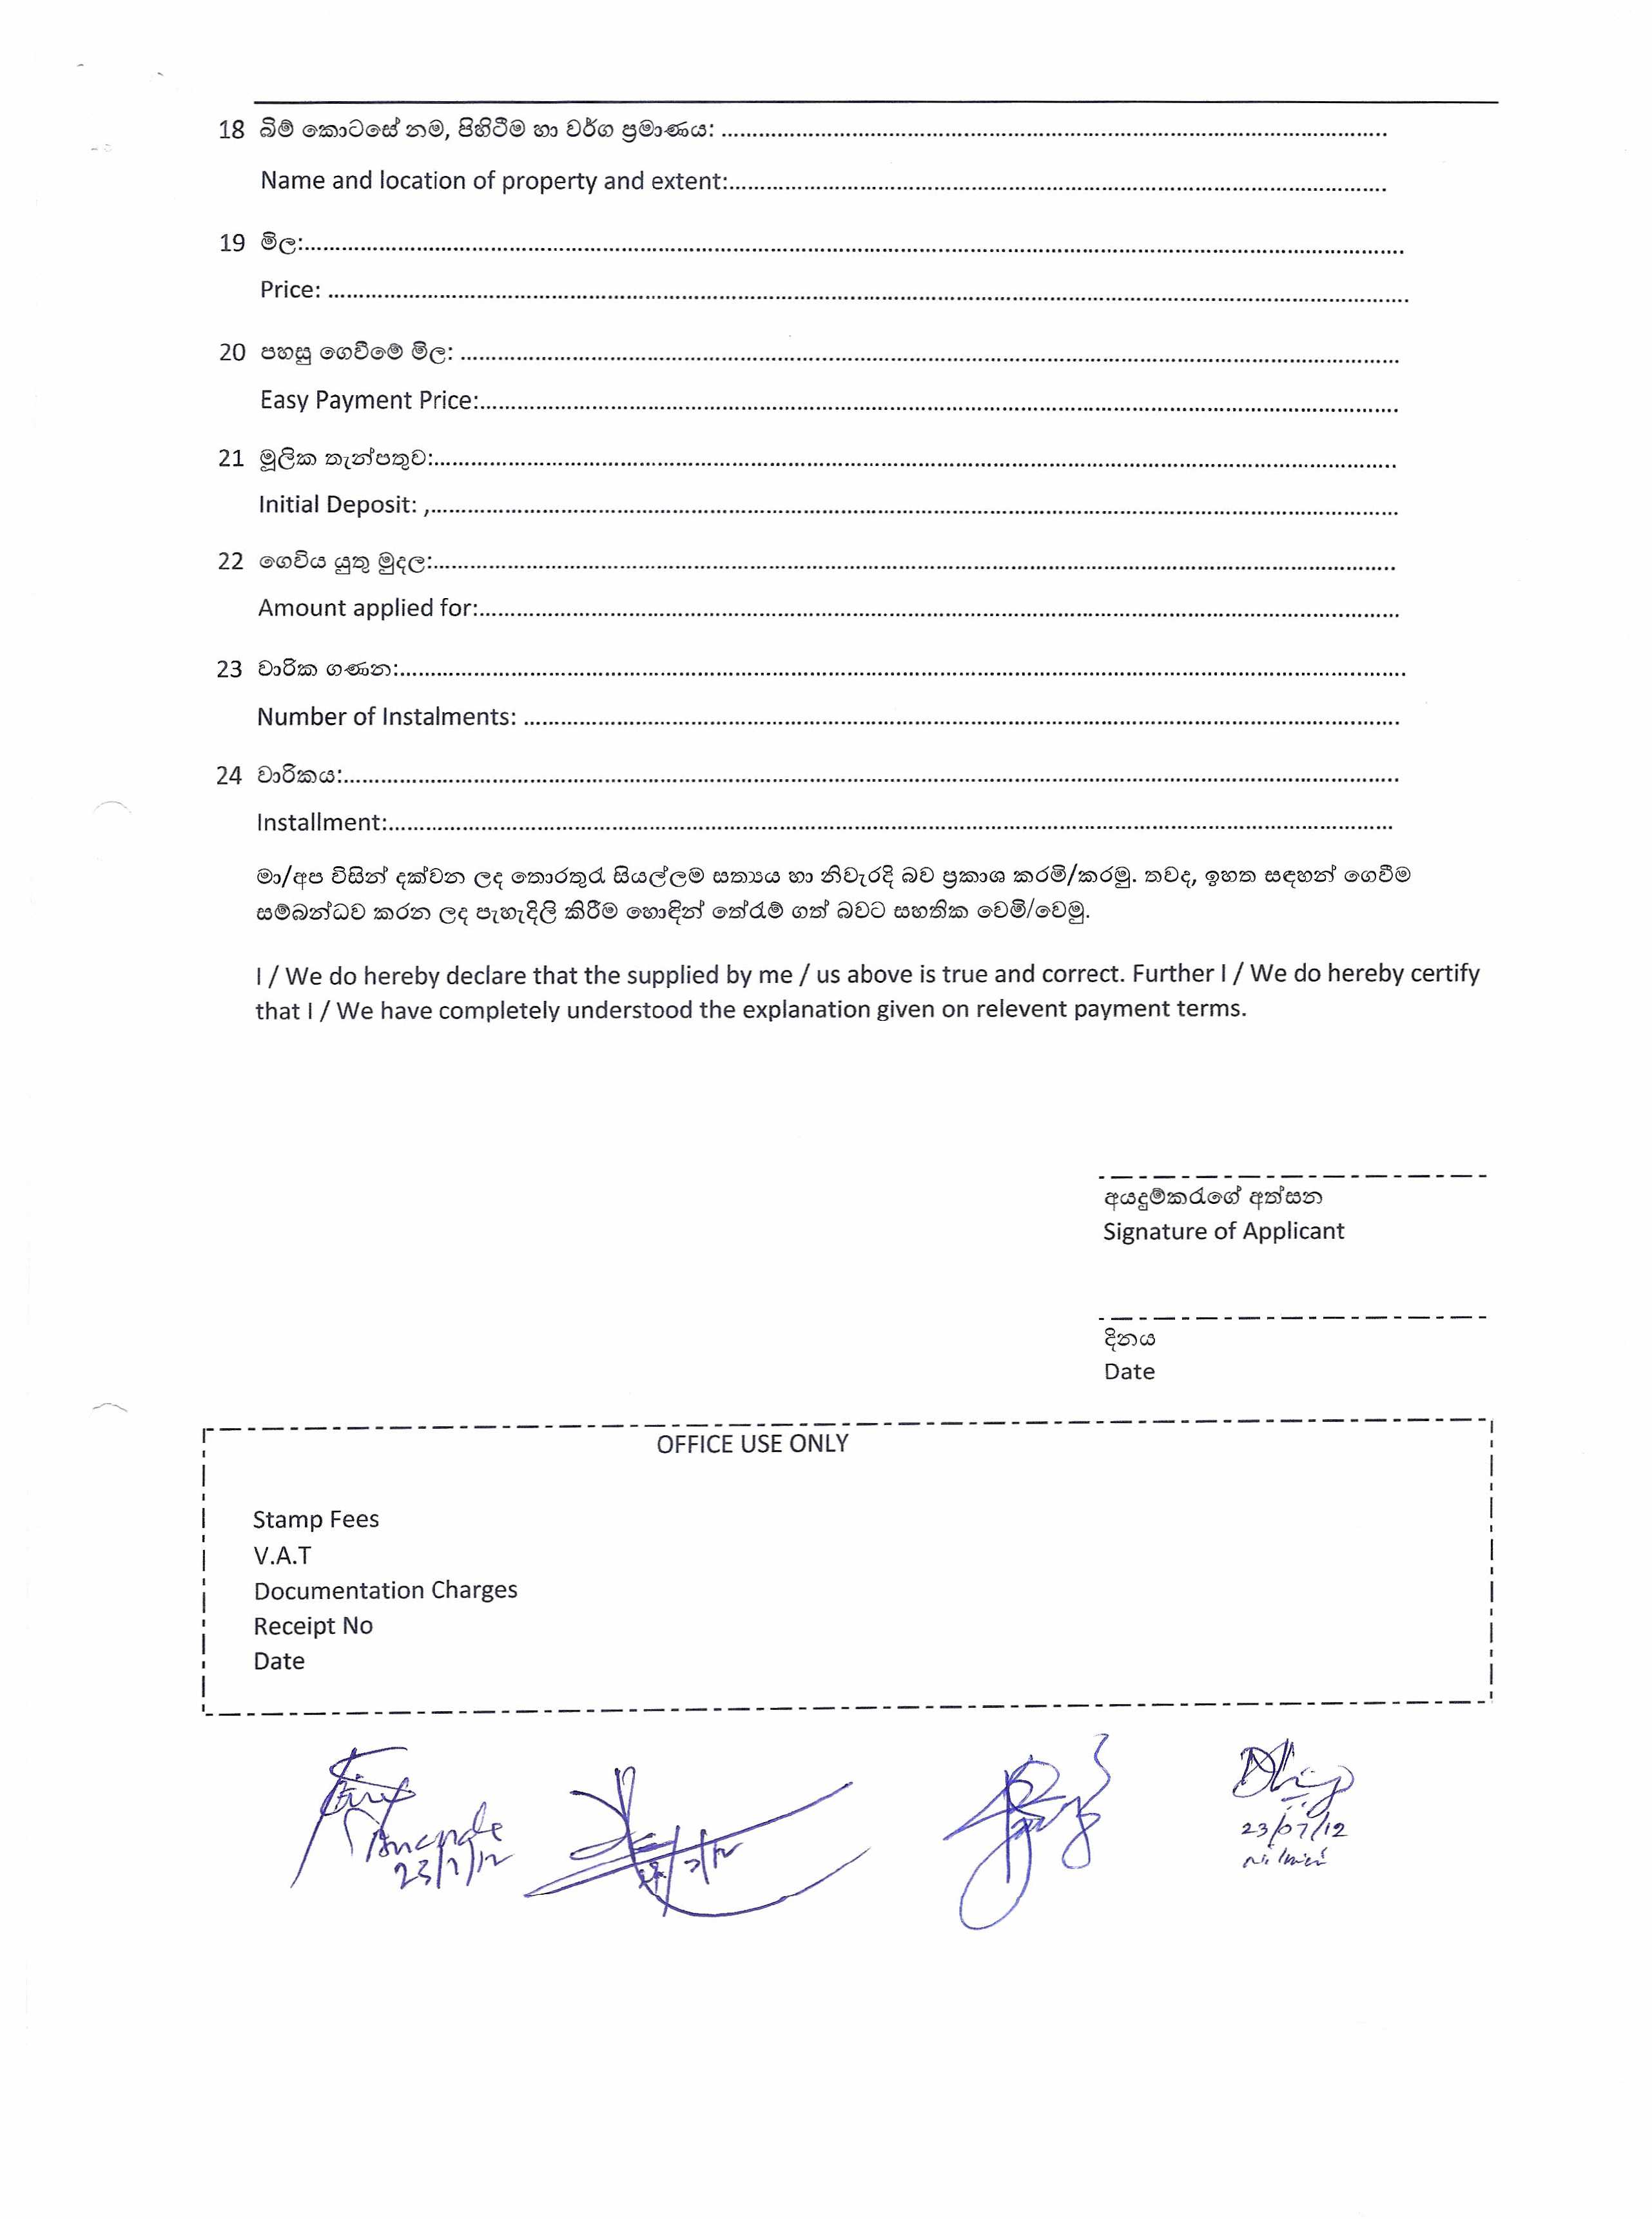 18 බිම් කොටසේ නම, පිහිටීම හා වර්ග ප්‍රමාණය: ........................................
Name and location of property and extent:........................................
19 මිල:........................................
Price: ........................................
20 පහසු ගෙවීමේ මිල: ........................................
Easy Payment Price:........................................
21 මූලික තැන්පතුව:........................................
Initial Deposit: ,........................................
22 ගෙවිය යුතු මුදල:........................................
Amount applied for:........................................
23 වාරික ගණන:........................................
Number of Instalments: ........................................
24 වාරිකය:........................................
Installment:........................................
මා/අප විසින් දක්වන ලද තොරතුරු සියල්ලම සත්‍යය හා නිවැරදි බව ප්‍රකාශ කරමි/කරමු. තවද, ඉහත සඳහන් ගෙවීම
සම්බන්ධව කරන ලද පැහැදිලි කිරීම හොඳින් තේරුම් ගත් බවට සහතික වෙමි/වෙමු.
I / We do hereby declare that the supplied by me / us above is true and correct. Further I / We do hereby certify
that I / We have completely understood the explanation given on relevent payment terms.
අයදුම්කරුගේ අත්සන
Signature of Applicant
දිනය
Date
OFFICE USE ONLY
Stamp Fees
V.A.T
Documentation Charges
Receipt No
Date
23/7/12
23/07/12